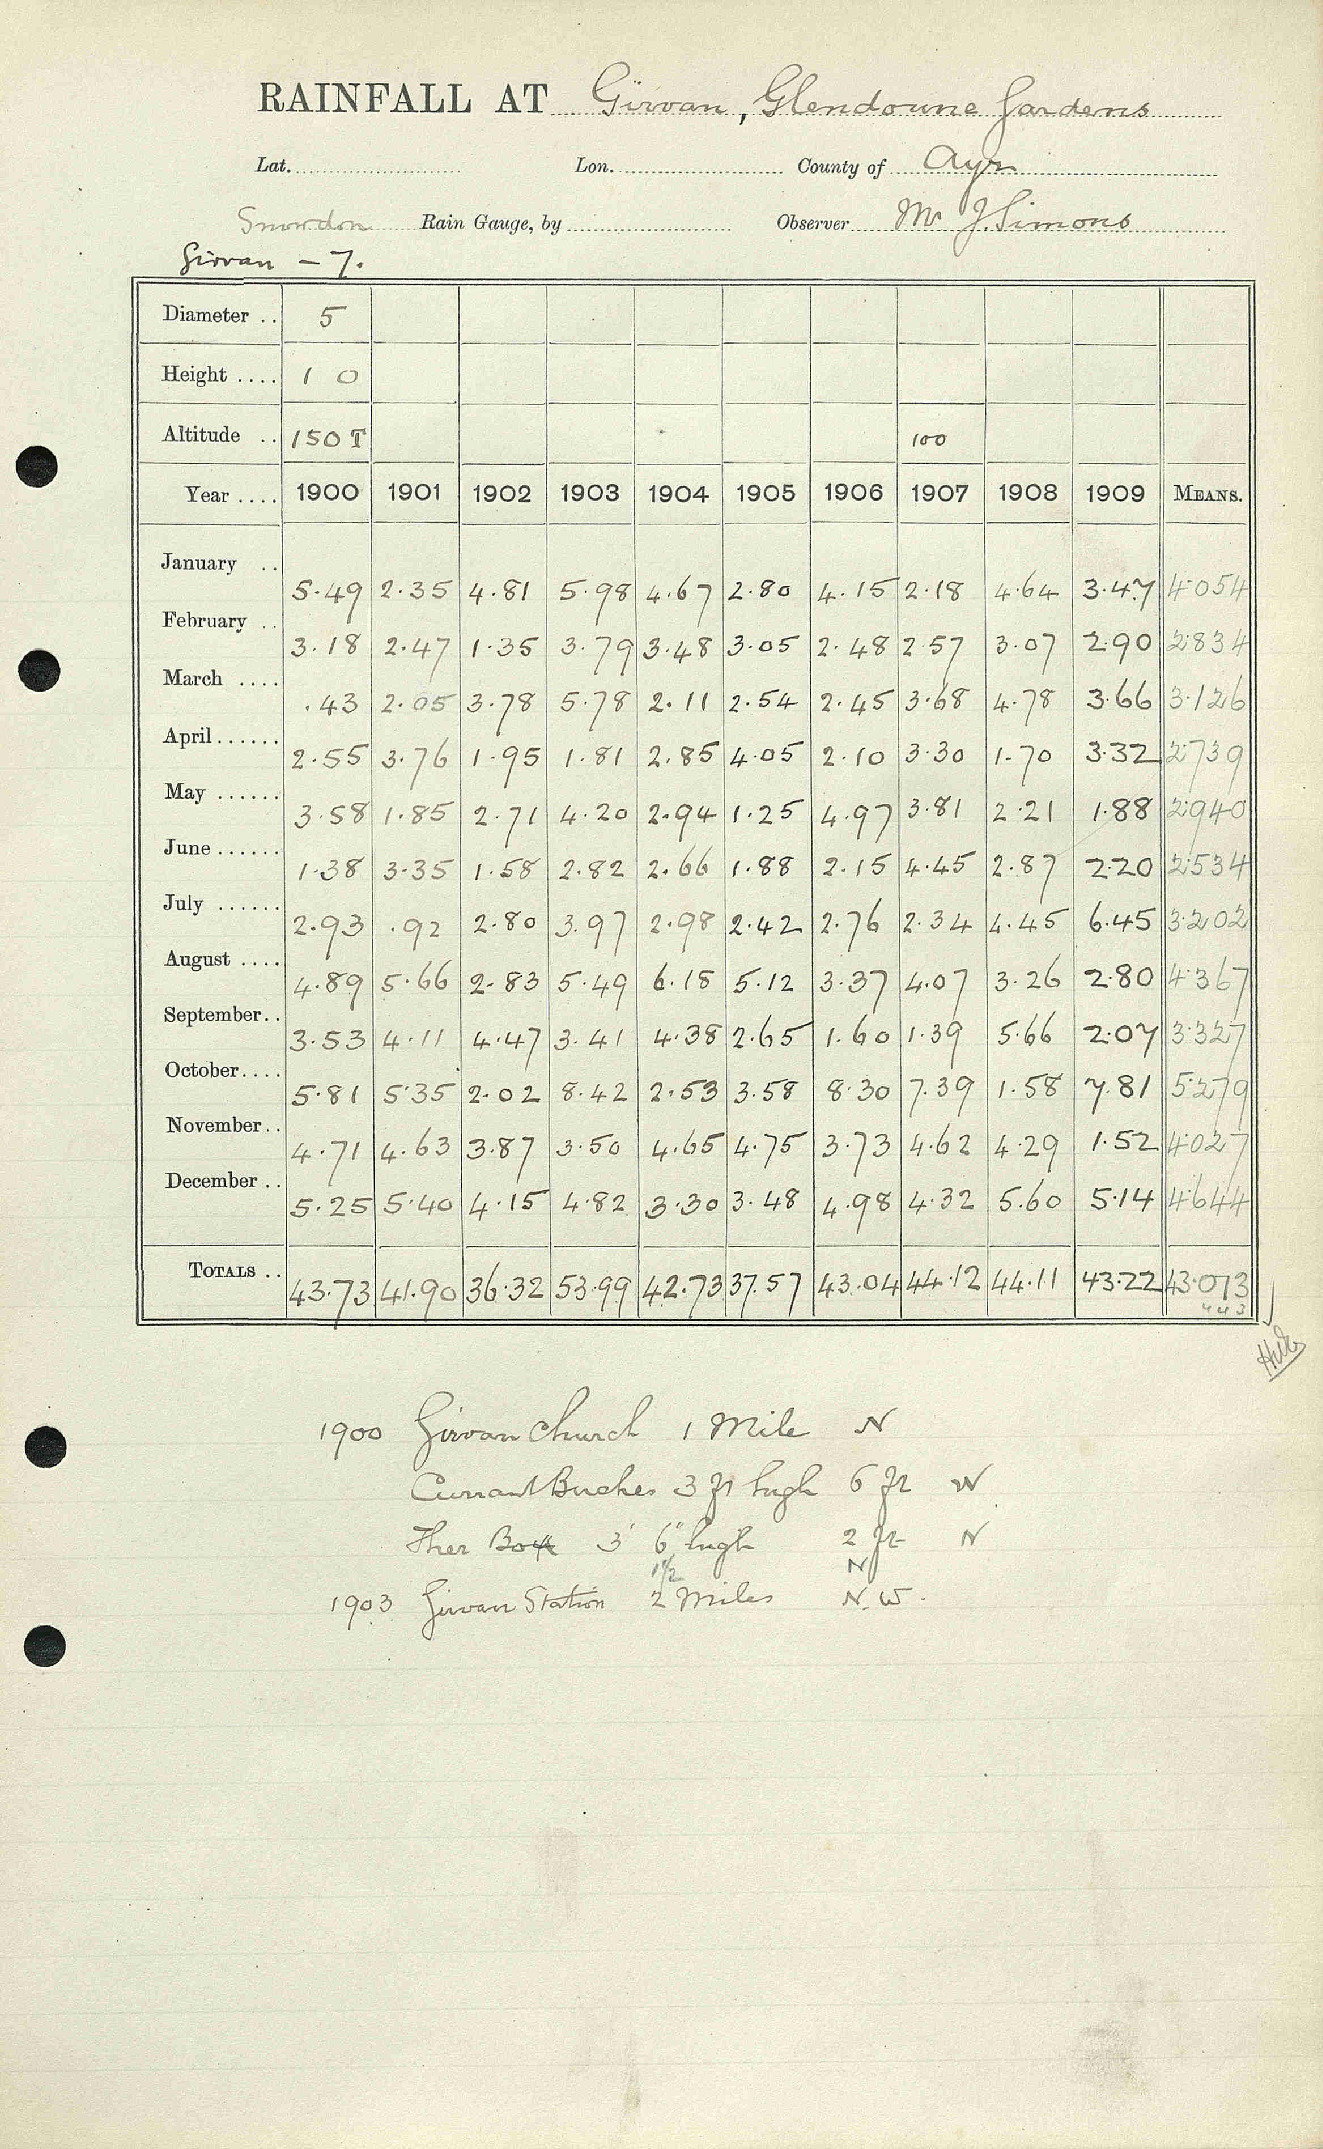 RAINFALL AT Girvan, Glendoune Gardens
Lat. Lon. County of Ayr
Snowdon Rain Gauge, by Observer Mr J. Simons
Girvan – 7.
Diameter .. 5
Height .... 1 0
Altitude .. 150 T 100
Year .... 1900 1901 1902 1903 1904 1905 1906 1907 1908 1909 MEANS.
January .. 5.49 2.35 4.81 5.98 4.67 2.80 4.15 2.18 4.64 3.47 4.054
February .. 3.18 2.47 1.35 3.79 3.48 3.05 2.48 2.57 3.07 2.90 2.834
March .... .43 2.05 3.78 5.78 2.11 2.54 2.45 3.68 4.78 3.66 3.126
April ...... 2.55 3.76 1.95 1.81 2.85 4.05 2.10 3.30 1.70 3.32 2.739
May ...... 3.58 1.85 2.71 4.20 2.94 1.25 4.97 3.81 2.21 1.88 2.940
June ...... 1.38 3.35 1.58 2.82 2.66 1.88 2.15 4.45 2.87 2.20 2.534
July ...... 2.93 .92 2.80 3.97 2.98 2.42 2.76 2.34 4.45 6.45 3.202
August .... 4.89 5.66 2.83 5.49 6.18 5.12 3.37 4.07 3.26 2.80 4.367
September .. 3.53 4.11 4.47 3.41 4.38 2.65 1.60 1.39 5.66 2.07 3.327
October .... 5.81 5.35 2.02 8.42 2.53 3.58 8.30 7.39 1.58 7.81 5.279
November .. 4.71 4.63 3.87 3.50 4.65 4.75 3.73 4.62 4.29 1.52 4.027
December .. 5.25 5.40 4.15 4.82 3.30 3.48 4.98 4.32 5.60 5.14 4.644
TOTALS .. 43.73 41.90 36.32 53.99 42.73 37.57 43.04 44.12 44.11 43.22 43.073
1900 Girvan Church 1 Mile N
Currant Bushes 3 ft high 6 ft W
Ther Box 3' 6" high 2 ft N
1½ N
1903 Girvan Station 2 Miles N.W.